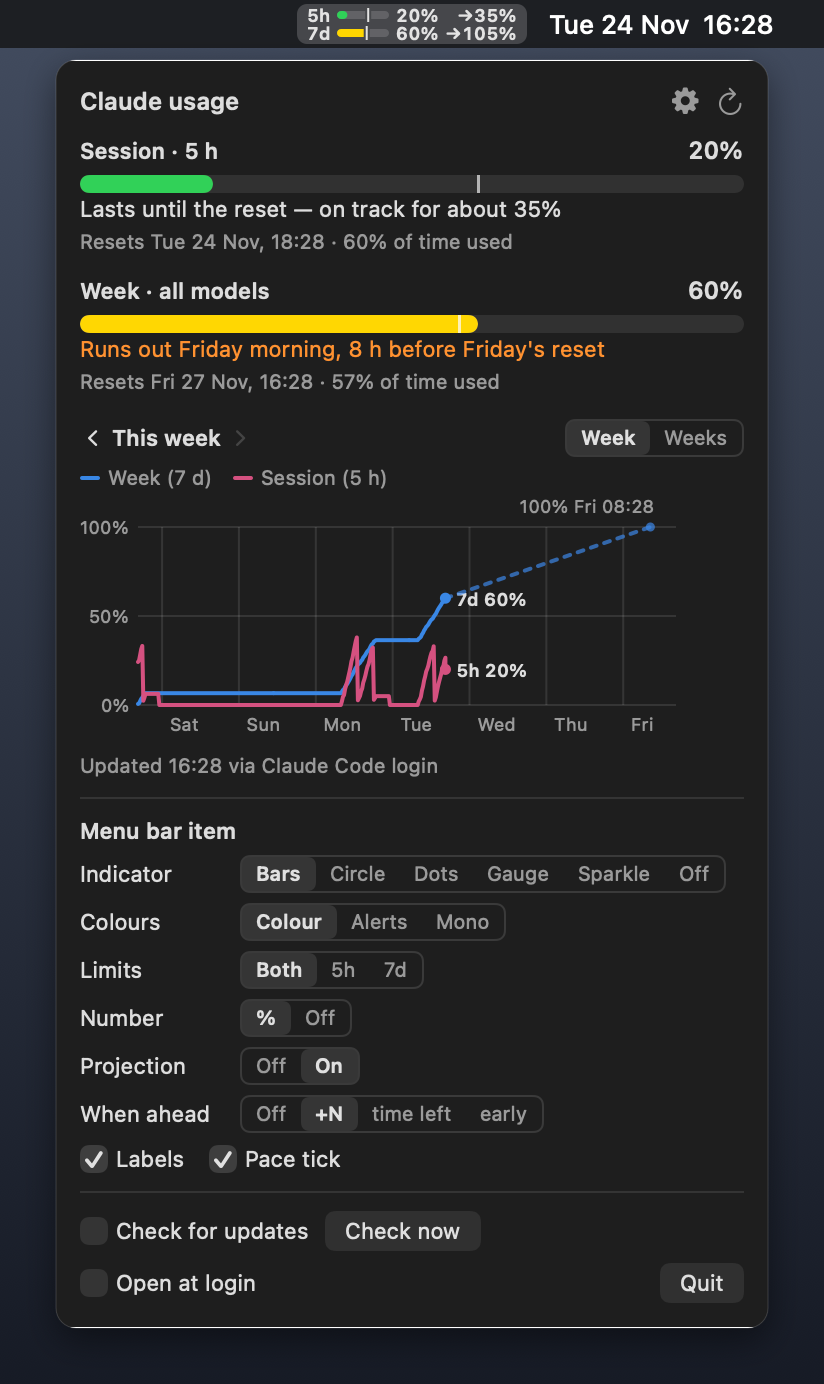 5h 20% →35%
7d 60% →105%
Tue 24 Nov 16:28
Claude usage
Session · 5 h 20%
Lasts until the reset — on track for about 35%
Resets Tue 24 Nov, 18:28 · 60% of time used
Week · all models 60%
Runs out Friday morning, 8 h before Friday's reset
Resets Fri 27 Nov, 16:28 · 57% of time used
This week Week Weeks
Week (7 d) Session (5 h)
100% Fri 08:28
100%
7d 60%
50%
5h 20%
0%
Sat Sun Mon Tue Wed Thu Fri
Updated 16:28 via Claude Code login
Menu bar item
Indicator Bars Circle Dots Gauge Sparkle Off
Colours Colour Alerts Mono
Limits Both 5h 7d
Number % Off
Projection Off On
When ahead Off +N time left early
Labels Pace tick
Check for updates Check now
Open at login Quit